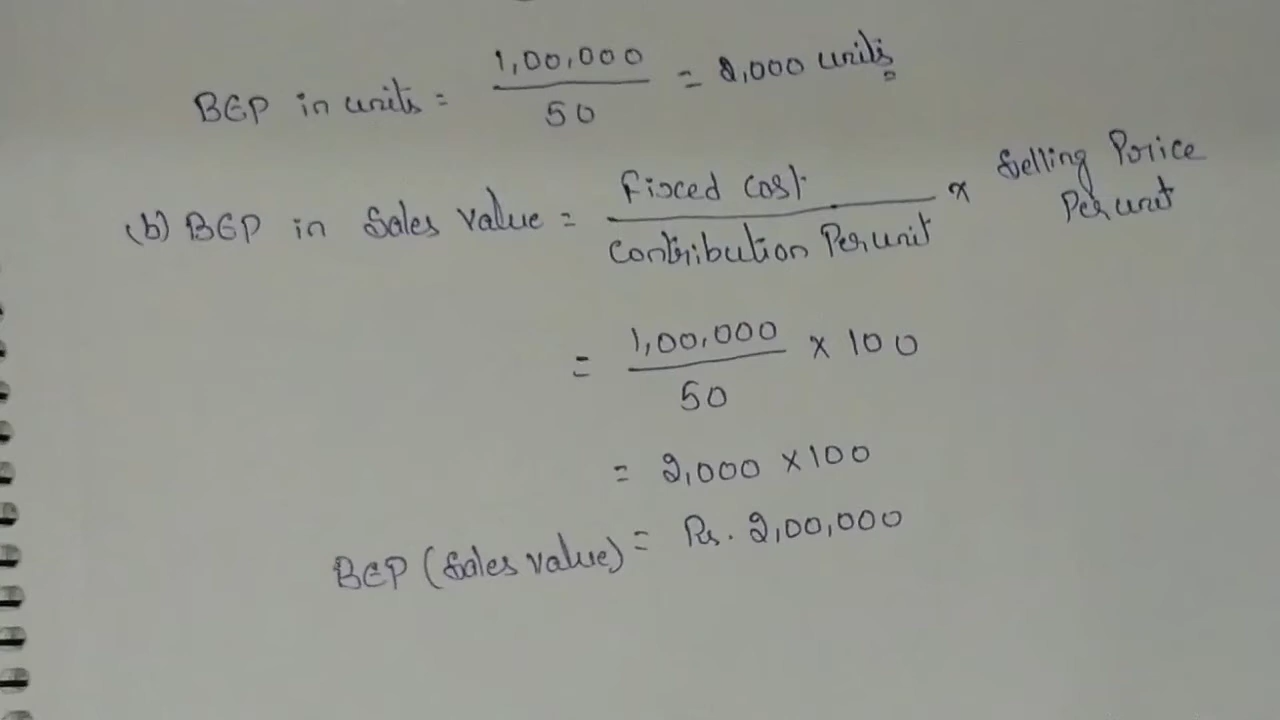 BEP in units = 1,00,000 / 50 = 2,000 units
(b) BEP in Sales Value = Fixed Cost / Contribution Per unit × Selling Price Per unit
= 1,00,000 / 50 × 100
= 2,000 × 100
BEP (Sales value) = Rs. 2,00,000